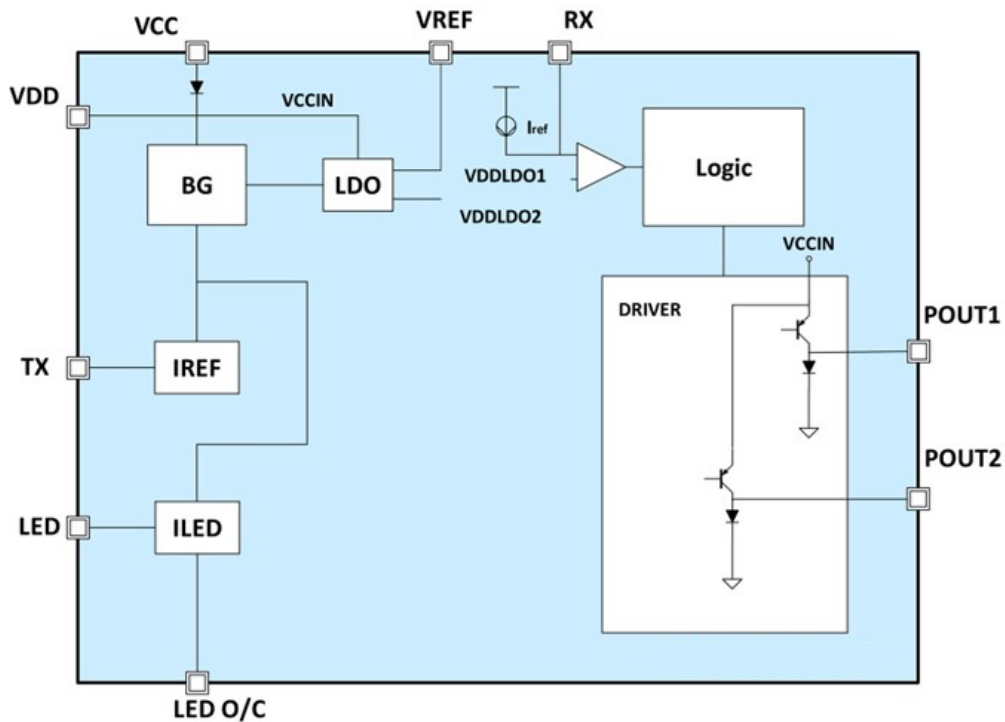 VCC
VREF
RX
VDD
VCCIN
Iref
BG
LDO
VDDLDO1
VDDLDO2
Logic
VCCIN
DRIVER
POUT1
TX
IREF
POUT2
LED
ILED
LED O/C